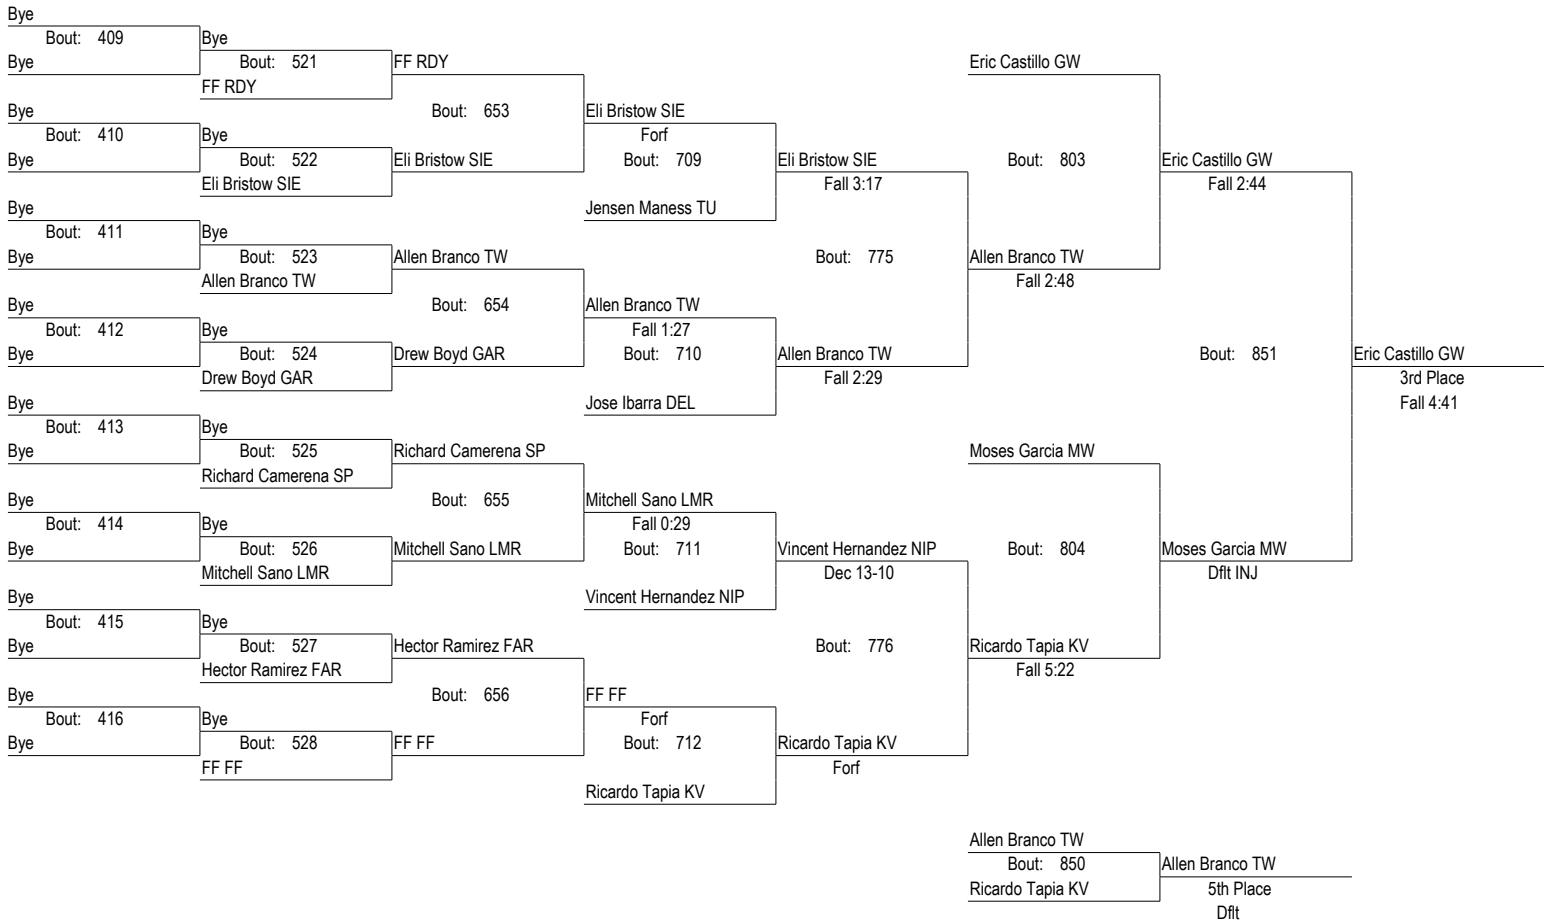 Bye
Bout: 409 Bye
Bye Bout: 521 FF RDY Eric Castillo GW
FF RDY
Bye Bout: 653 Eli Bristow SIE
Bout: 410 Bye Forf
Bye Bout: 522 Eli Bristow SIE Bout: 709 Eli Bristow SIE Bout: 803 Eric Castillo GW
Eli Bristow SIE Fall 3:17 Fall 2:44
Bye Jensen Maness TU
Bout: 411 Bye
Bye Bout: 523 Allen Branco TW Bout: 775 Allen Branco TW
Allen Branco TW Fall 2:48
Bye Bout: 654 Allen Branco TW
Bout: 412 Bye Fall 1:27
Bye Bout: 524 Drew Boyd GAR Bout: 710 Allen Branco TW Bout: 851 Eric Castillo GW
Drew Boyd GAR Fall 2:29 3rd Place
Bye Jose Ibarra DEL Fall 4:41
Bout: 413 Bye
Bye Bout: 525 Richard Camerena SP Moses Garcia MW
Richard Camerena SP
Bye Bout: 655 Mitchell Sano LMR
Bout: 414 Bye Fall 0:29
Bye Bout: 526 Mitchell Sano LMR Bout: 711 Vincent Hernandez NIP Bout: 804 Moses Garcia MW
Mitchell Sano LMR Dec 13-10 Dflt INJ
Bye Vincent Hernandez NIP
Bout: 415 Bye
Bye Bout: 527 Hector Ramirez FAR Bout: 776 Ricardo Tapia KV
Hector Ramirez FAR Fall 5:22
Bye Bout: 656 FF FF
Bout: 416 Bye Forf
Bye Bout: 528 FF FF Bout: 712 Ricardo Tapia KV
FF FF Forf
Ricardo Tapia KV
Allen Branco TW
Bout: 850 Allen Branco TW
Ricardo Tapia KV 5th Place
Dflt